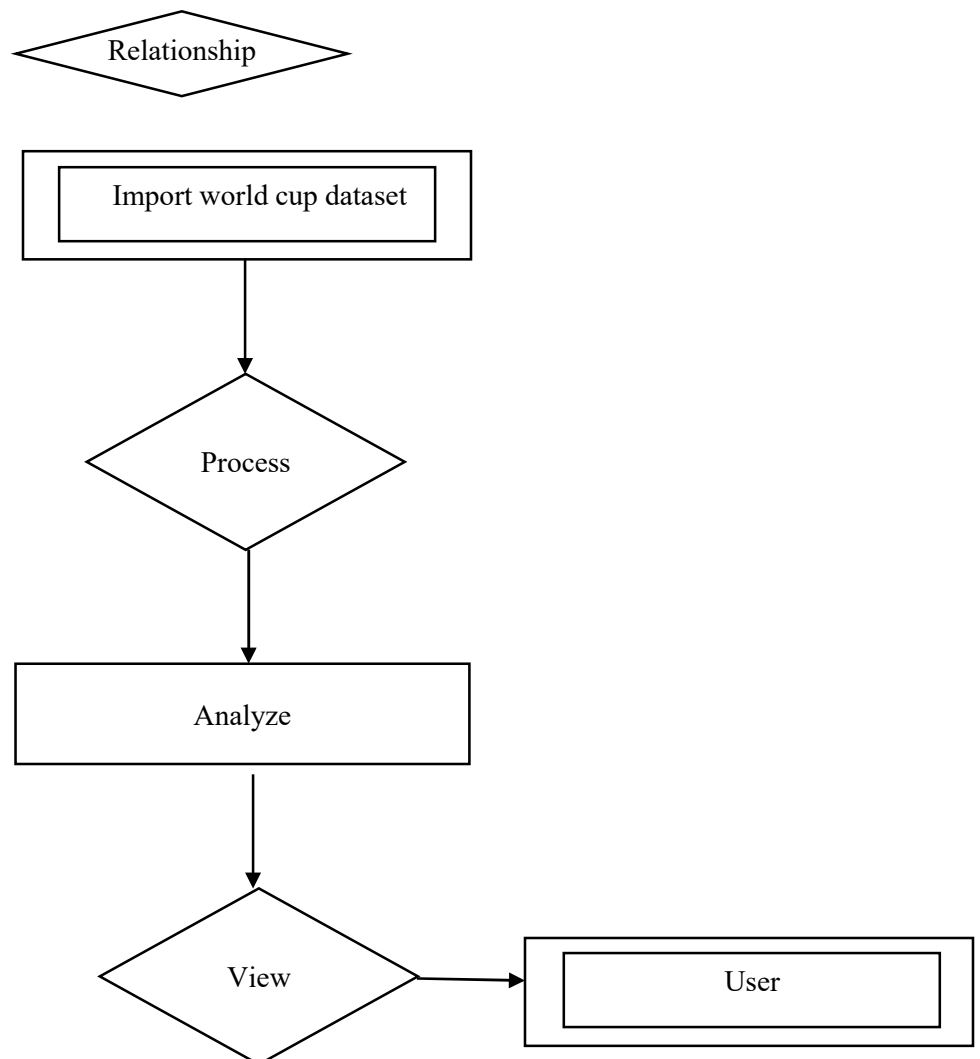 Relationship
Import world cup dataset
Process
Analyze
View
User